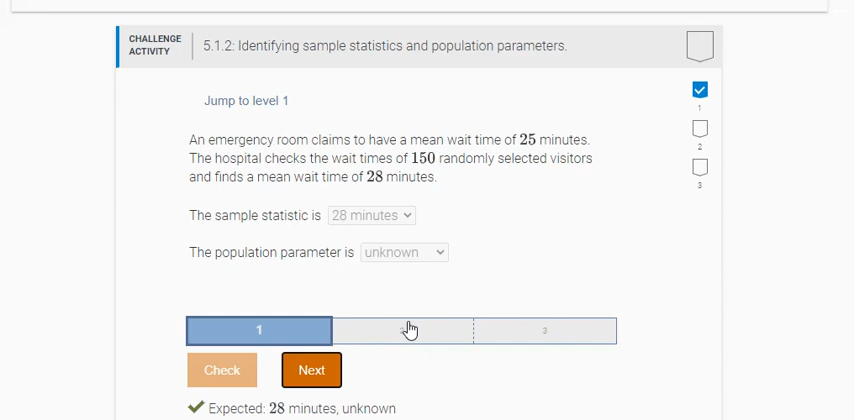 CHALLENGE
ACTIVITY
5.1.2: Identifying sample statistics and population parameters.
Jump to level 1
1
An emergency room claims to have a mean wait time of 25 minutes.
2
The hospital checks the wait times of 150 randomly selected visitors
and finds a mean wait time of 28 minutes.
3
The sample statistic is 28 minutes
The population parameter is unknown
1
2
3
Check
Next
Expected: 28 minutes, unknown